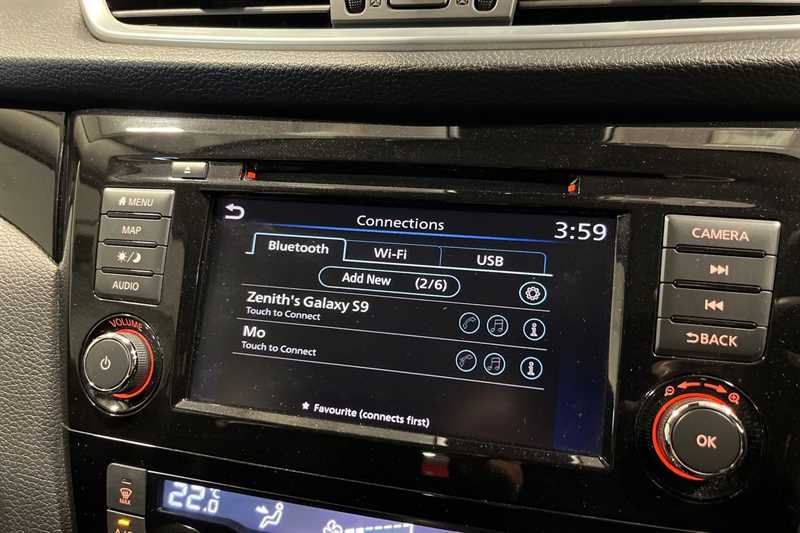 MENU
MAP
AUDIO
VOLUME
Connections
3:59
Bluetooth
Wi-Fi
USB
Add New (2/6)
Zenith's Galaxy S9
Touch to Connect
Mo
Touch to Connect
Favourite (connects first)
CAMERA
BACK
OK
MAX
22.0°C